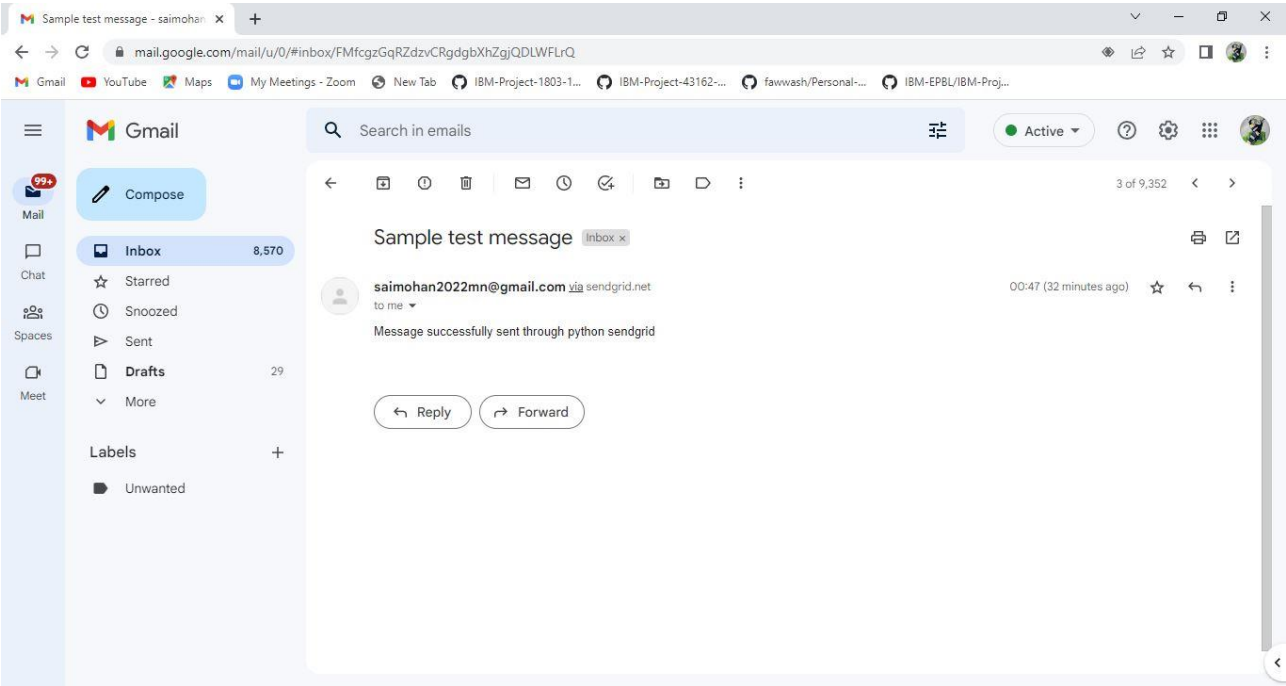 Sample test message - saimohan
mail.google.com/mail/u/0/#inbox/FMfcgzGqRZdzvCRgdgbXhZgjQDLWFLrQ
Gmail YouTube Maps My Meetings - Zoom New Tab IBM-Project-1803-1... IBM-Project-43162-... fawwash/Personal-... IBM-EPBL/IBM-Proj...
Gmail
Search in emails
Active
99+
Mail
Chat
Spaces
Meet
Compose
Inbox 8,570
Starred
Snoozed
Sent
Drafts 29
More
Labels
Unwanted
3 of 9,352
Sample test message Inbox
saimohan2022mn@gmail.com via sendgrid.net 00:47 (32 minutes ago)
to me
Message successfully sent through python sendgrid
Reply Forward